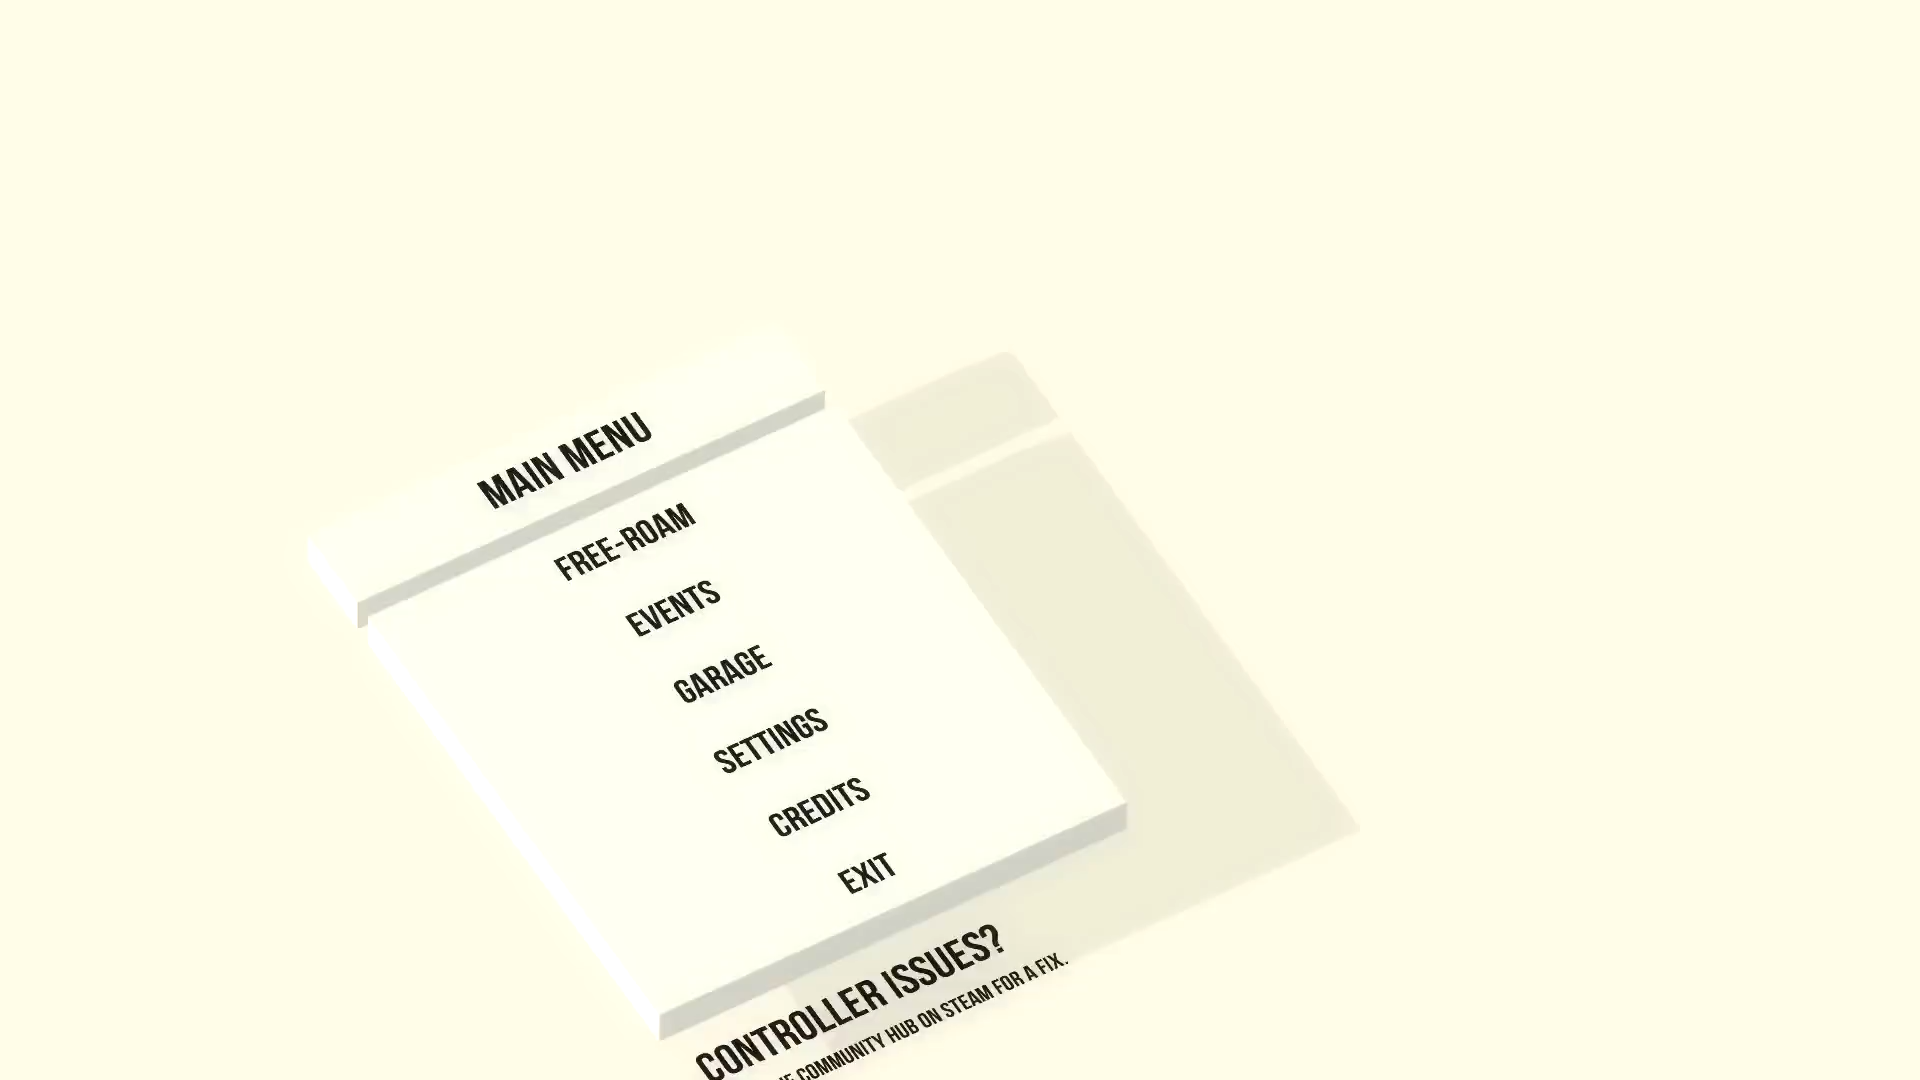 MAIN MENU
FREE-ROAM
EVENTS
GARAGE
SETTINGS
CREDITS
EXIT
CONTROLLER ISSUES?
COMMUNITY HUB ON STEAM FOR A FIX.